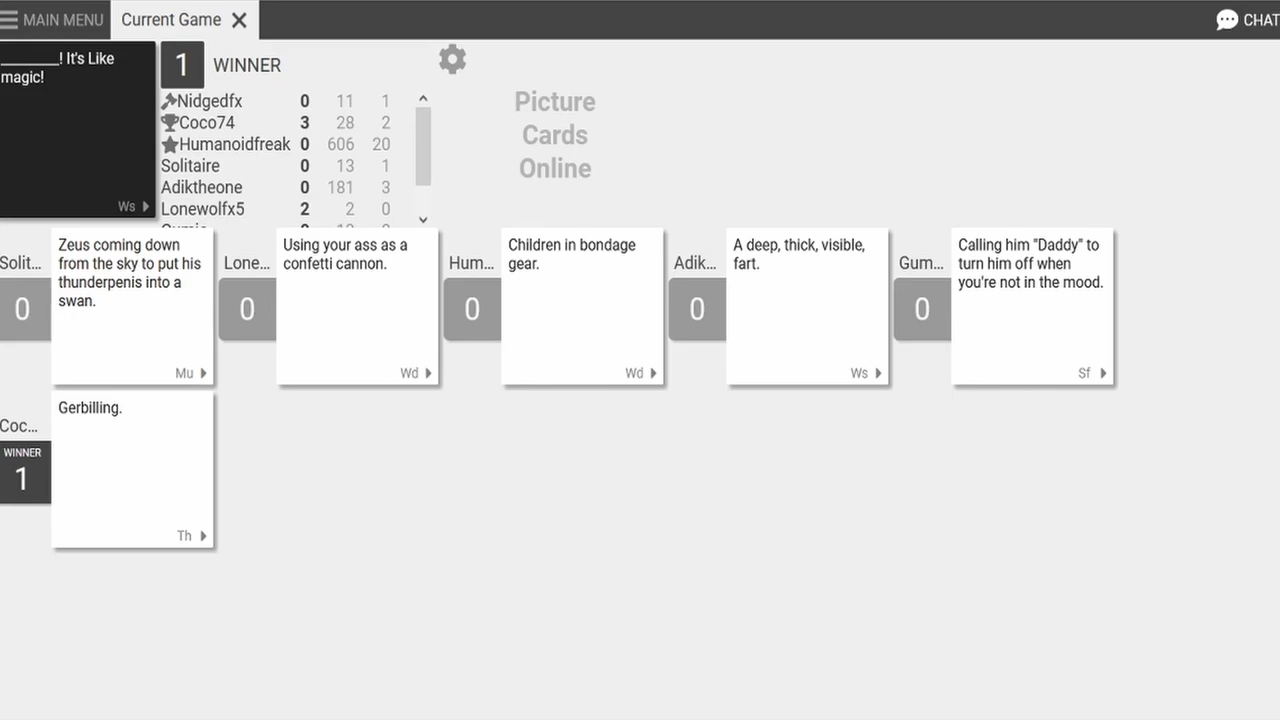 MAIN MENU
Current Game
CHAT
________! It's Like
magic!
Ws
1 WINNER
Nidgedfx 0 11 1
Coco74 3 28 2
Humanoidfreak 0 606 20
Solitaire 0 13 1
Adiktheone 0 181 3
Lonewolfx5 2 2 0
Picture
Cards
Online
Solit...
0
Zeus coming down
from the sky to put his
thunderpenis into a
swan.
Mu
Lone...
0
Using your ass as a
confetti cannon.
Wd
Hum...
0
Children in bondage
gear.
Wd
Adik...
0
A deep, thick, visible,
fart.
Ws
Gum...
0
Calling him "Daddy" to
turn him off when
you're not in the mood.
Sf
Coc...
WINNER
1
Gerbilling.
Th